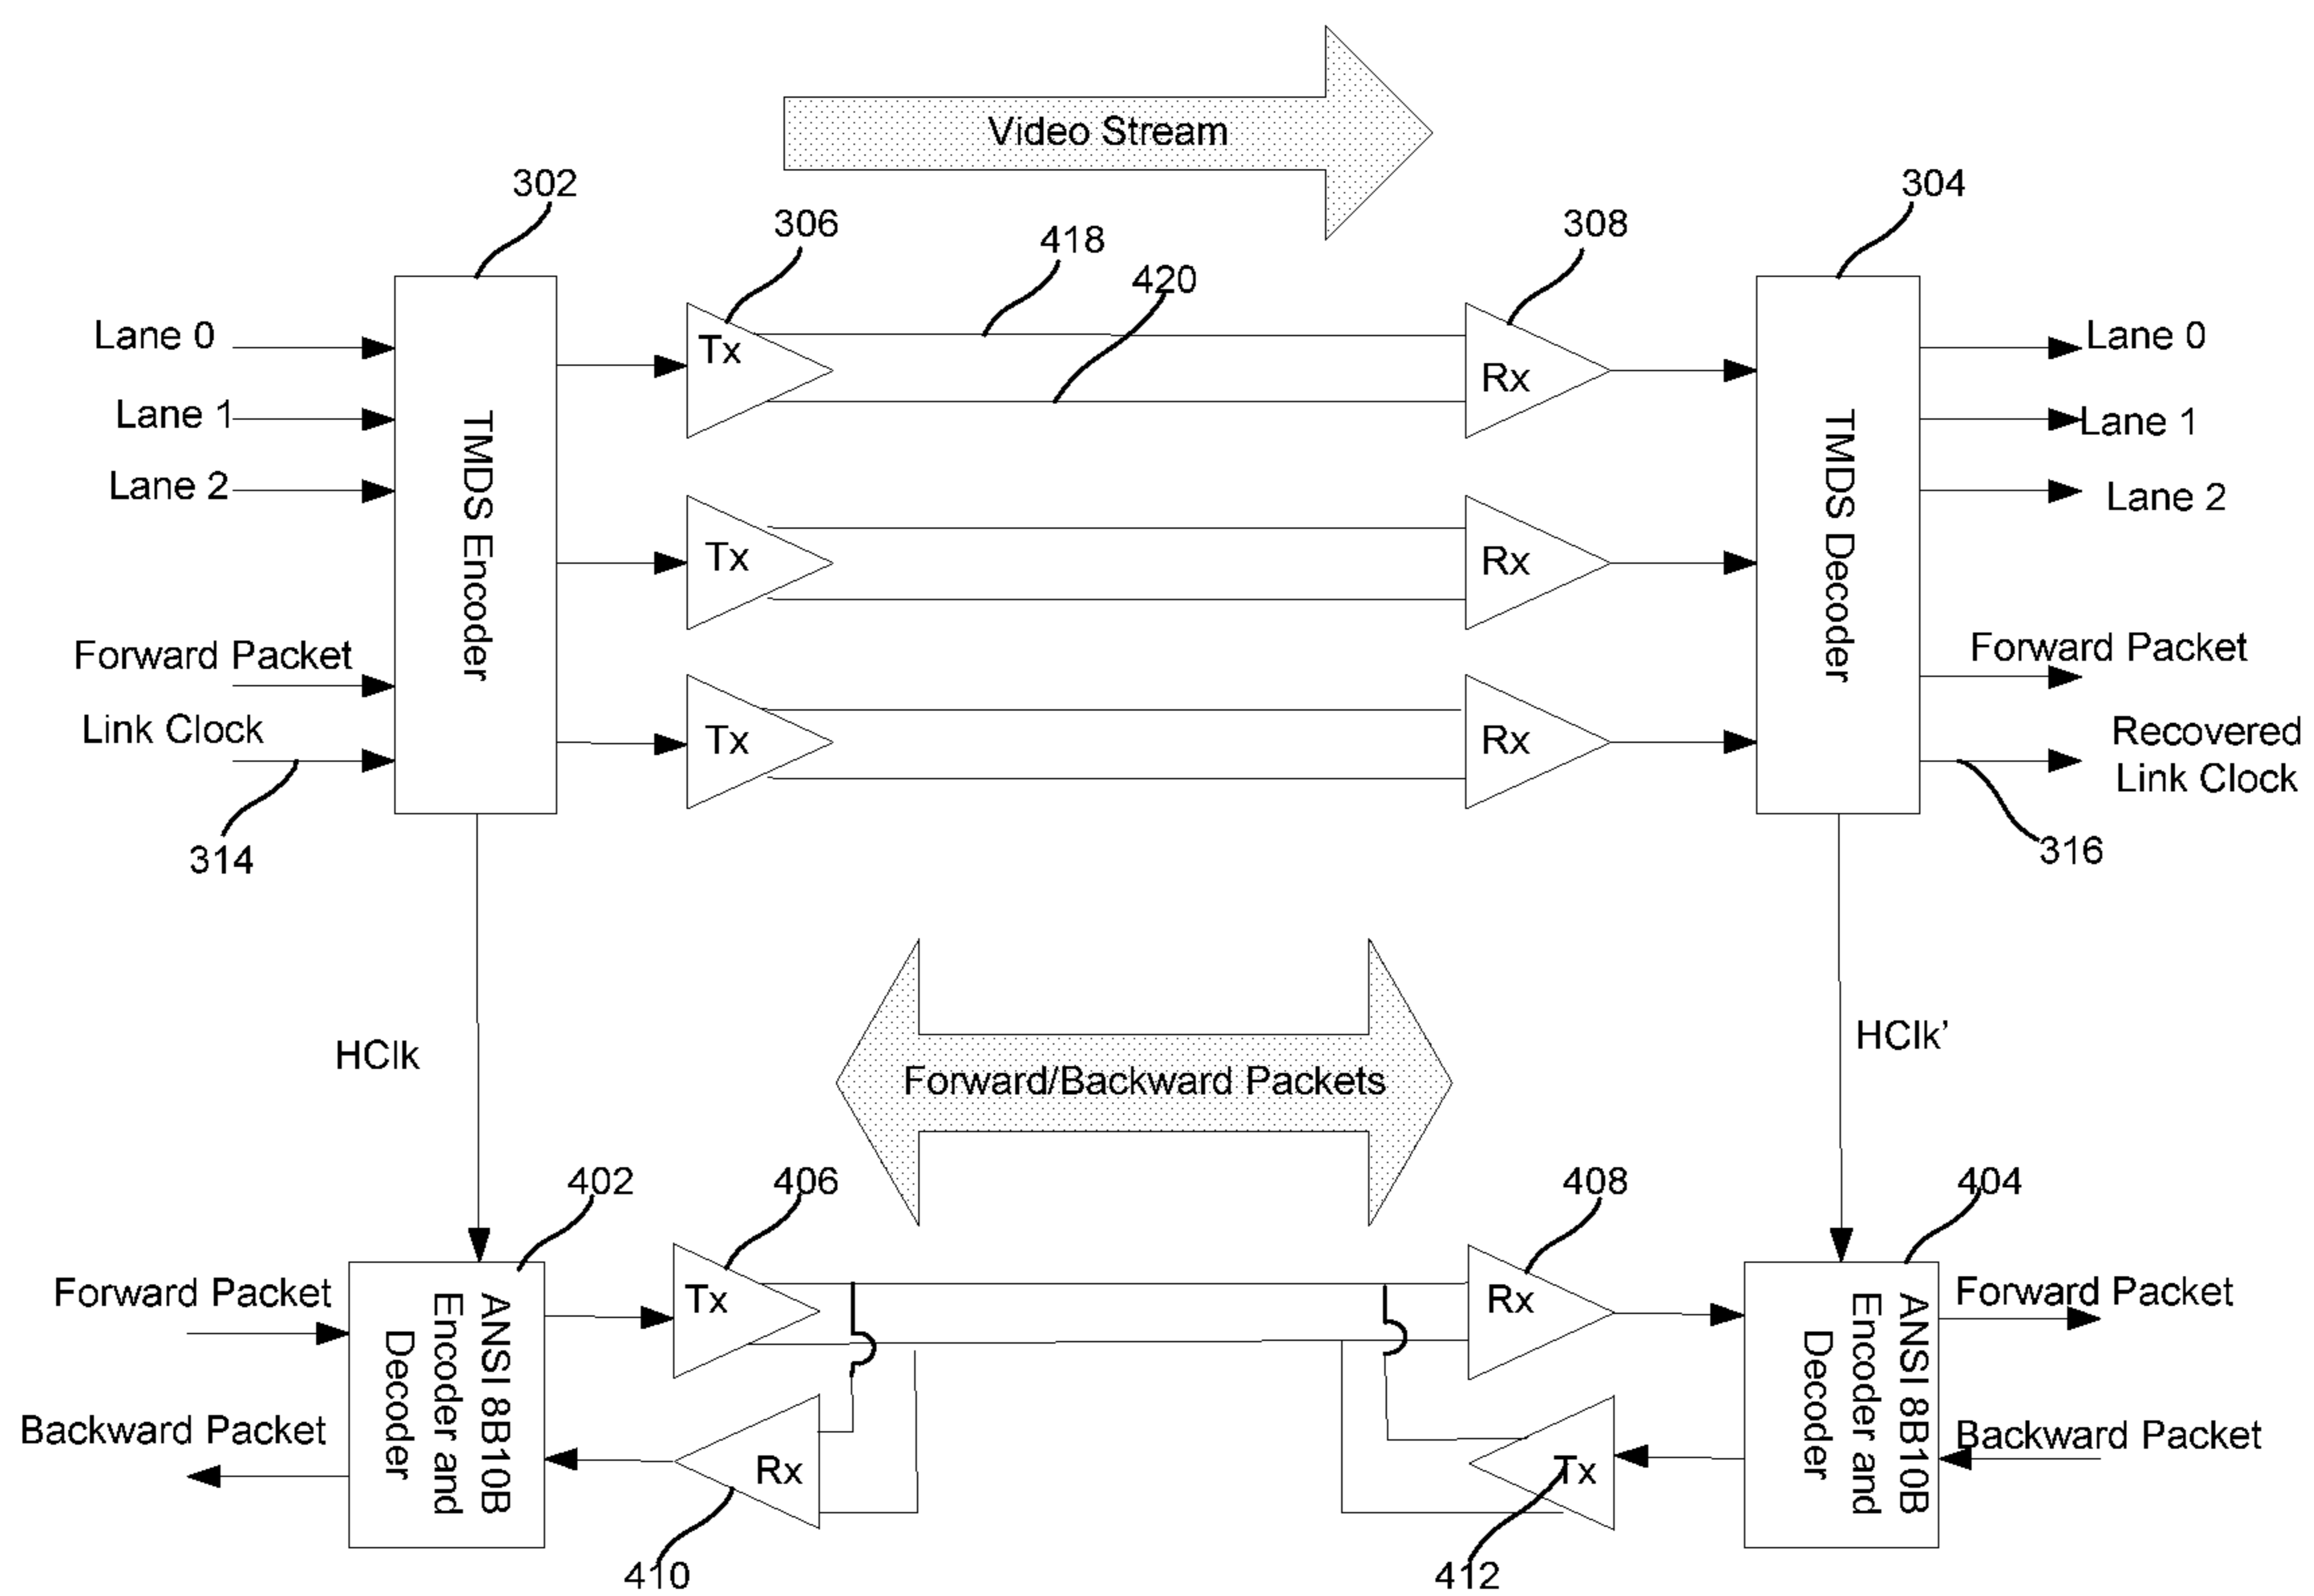 Video Stream
302
304
306
308
418
420
Lane 0
Tx
Rx
Lane 0
Lane 1
Lane 1
Lane 2
Lane 2
TMDS Encoder
TMDS Decoder
Tx
Rx
Forward Packet
Forward Packet
Link Clock
Tx
Rx
Recovered
Link Clock
314
316
HClk
HClk’
Forward/Backward Packets
402
406
408
404
Forward Packet
Tx
Rx
Forward Packet
ANSI 8B10B
Encoder and
Decoder
ANSI 8B10B
Encoder and
Decoder
Backward Packet
Rx
Tx
Backward Packet
410
412